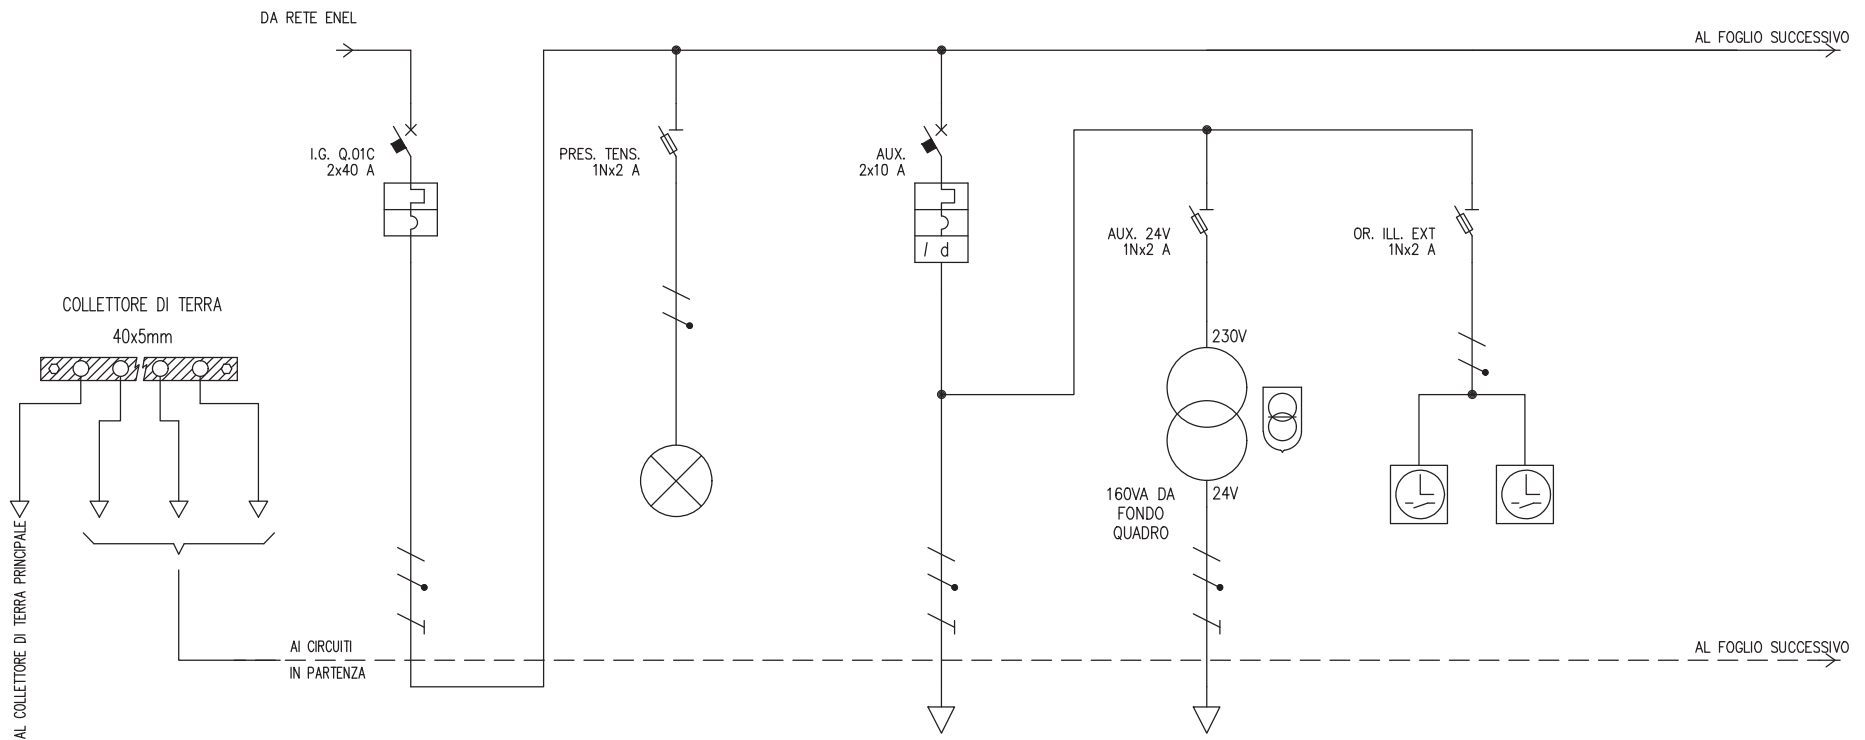 DA RETE ENEL
AL FOGLIO SUCCESSIVO
I.G. Q.01C
2x40 A
PRES. TENS.
1Nx2 A
AUX.
2x10 A
I d
AUX. 24V
1Nx2 A
OR. ILL. EXT
1Nx2 A
COLLETTORE DI TERRA
40x5mm
230V
24V
160VA DA
FONDO
QUADRO
AL COLLETTORE DI TERRA PRINCIPALE
AI CIRCUITI
IN PARTENZA
AL FOGLIO SUCCESSIVO